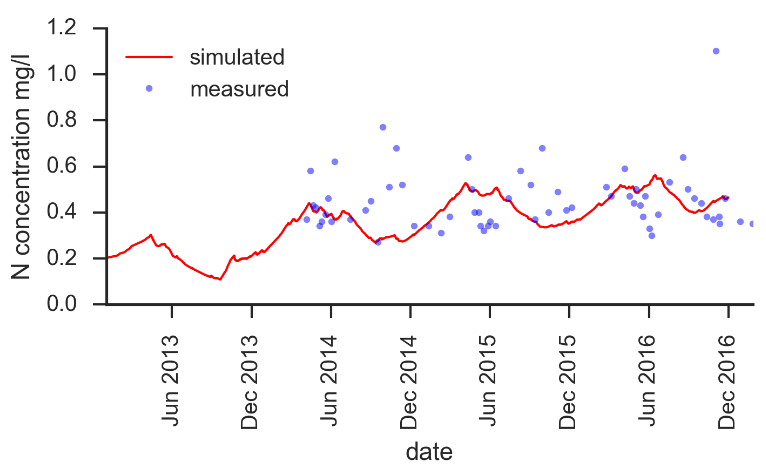 1.2
1.0
0.8
0.6
0.4
0.2
0.0
N concentration mg/l
simulated
measured
Jun 2013
Dec 2013
Jun 2014
Dec 2014
Jun 2015
Dec 2015
Jun 2016
Dec 2016
date